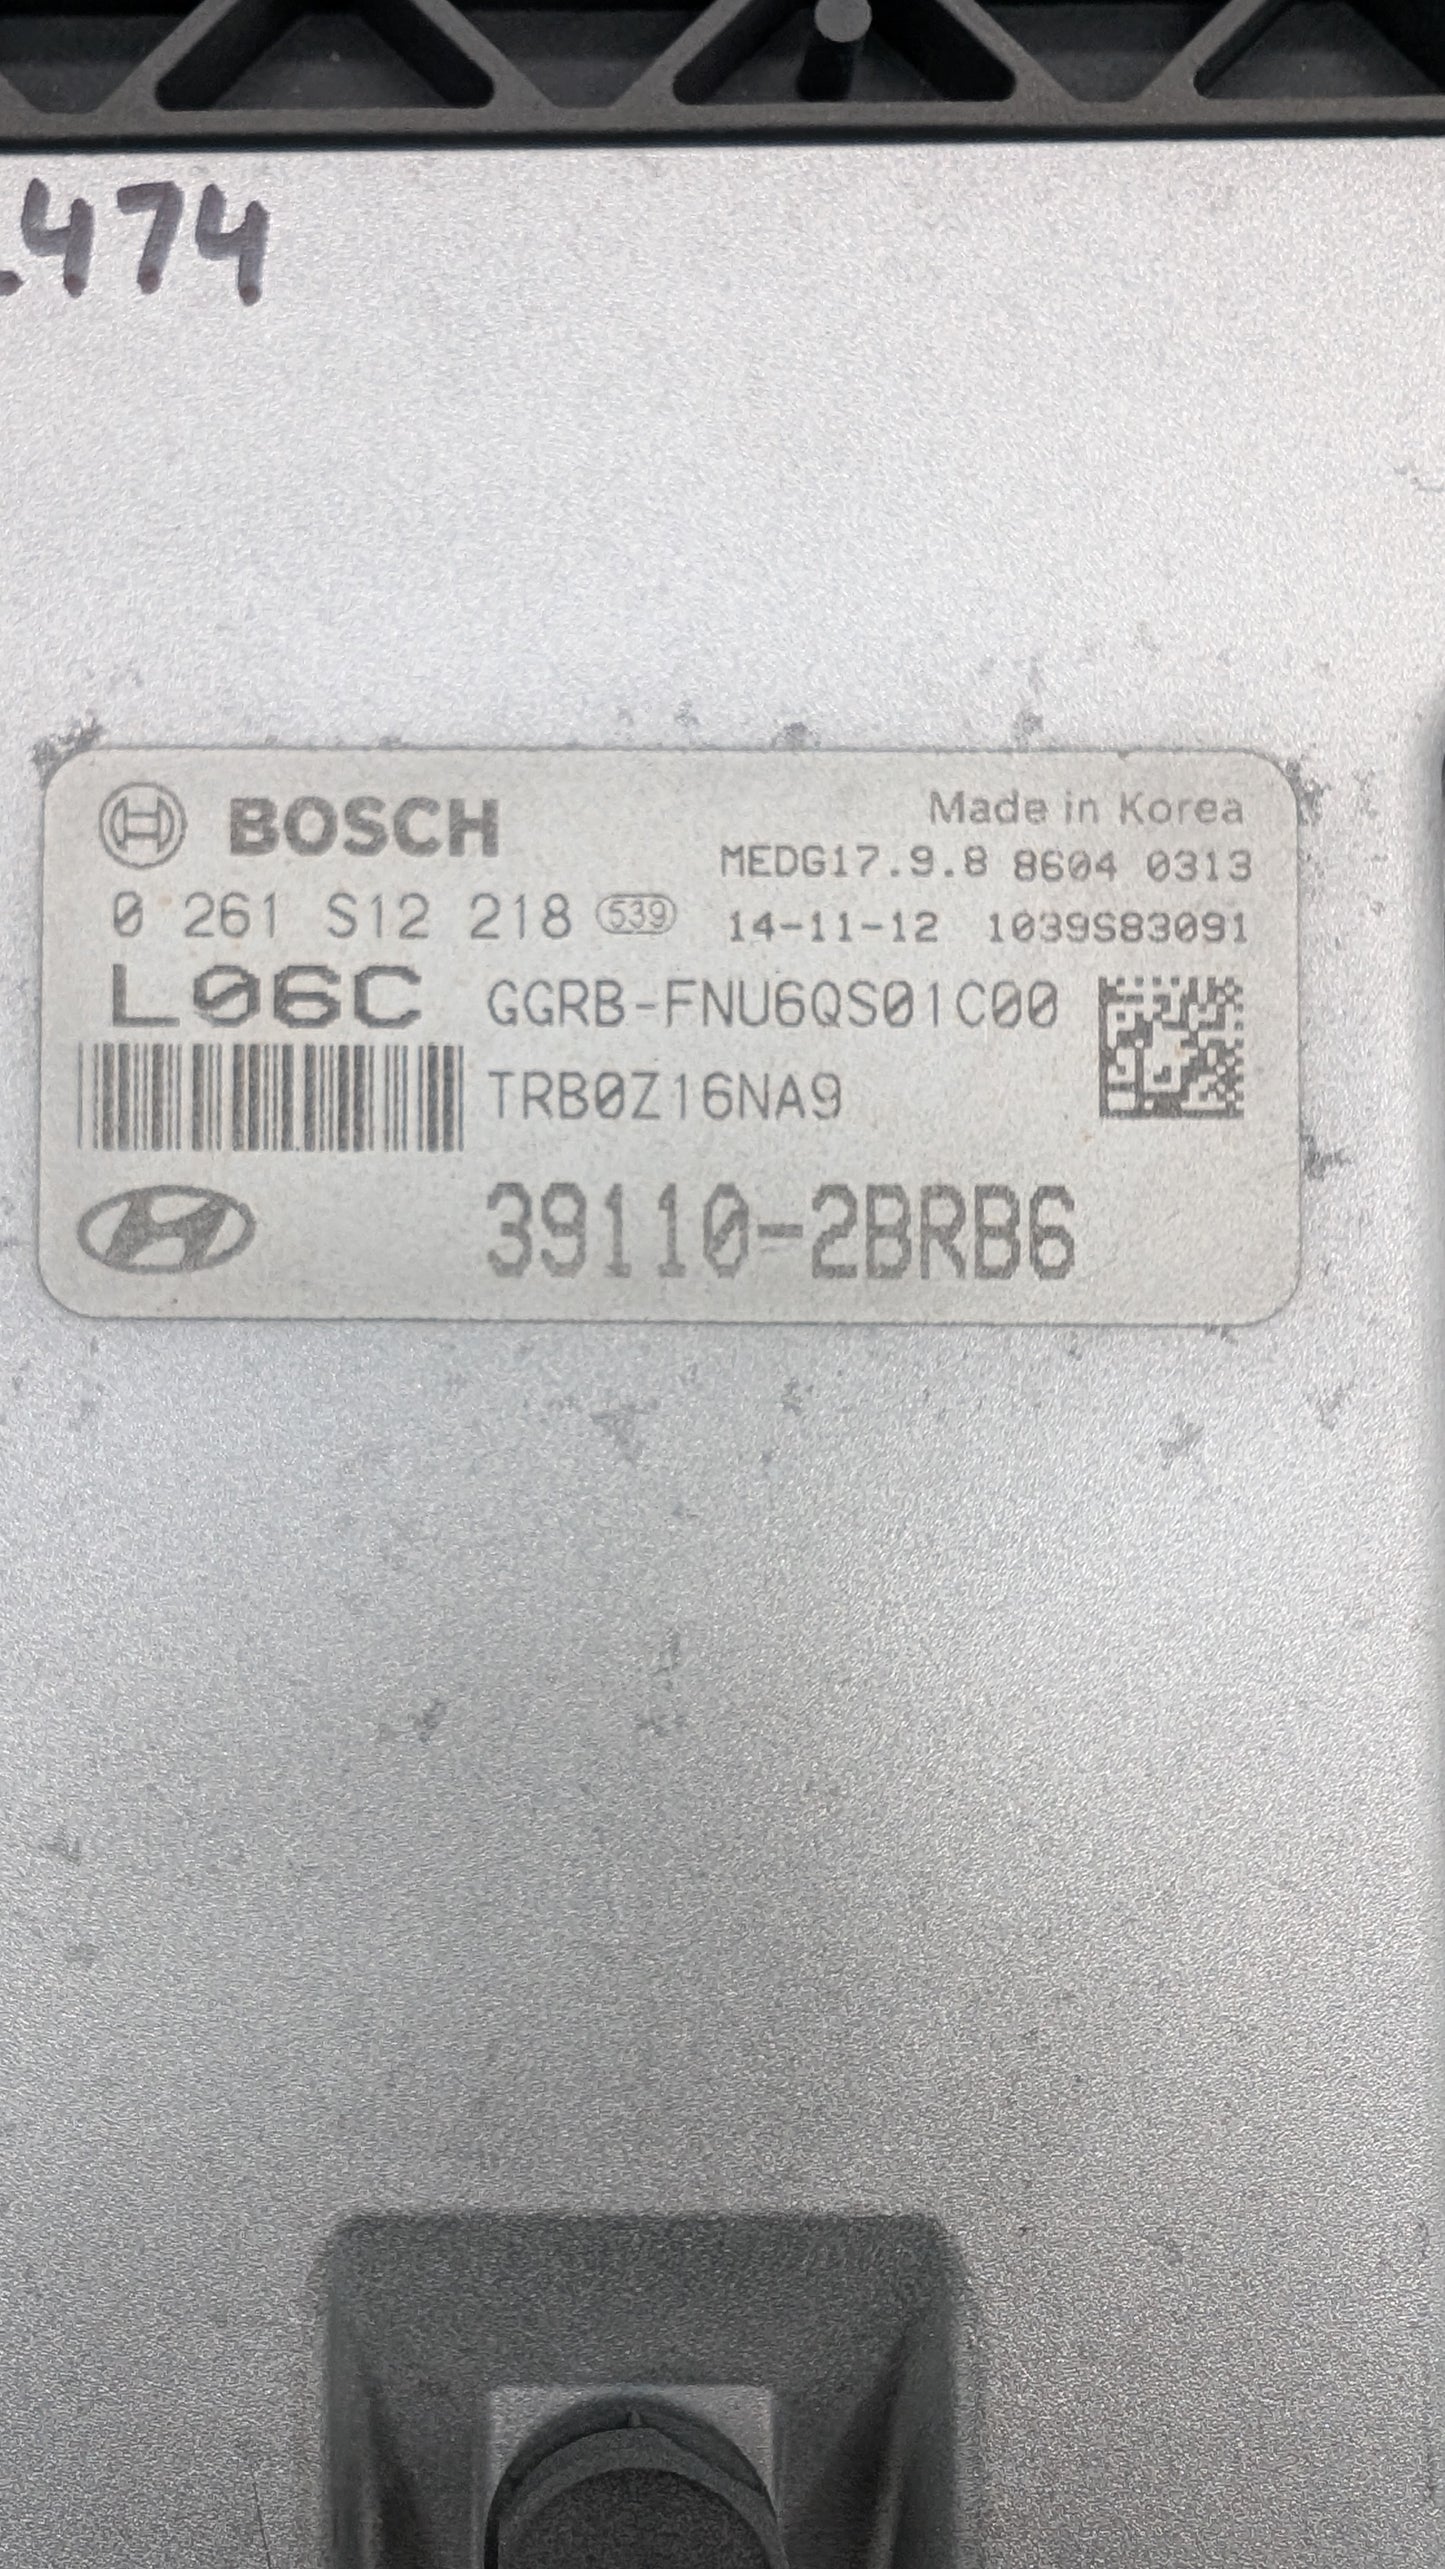 .474
BOSCH
Made in Korea
MEDG17.9.8 8604 0313
0 261 S12 218 539
14-11-12 1039S83091
L06C GGRB-FNU6QS01C00
TRB0Z16NA9
39110-2BRB6